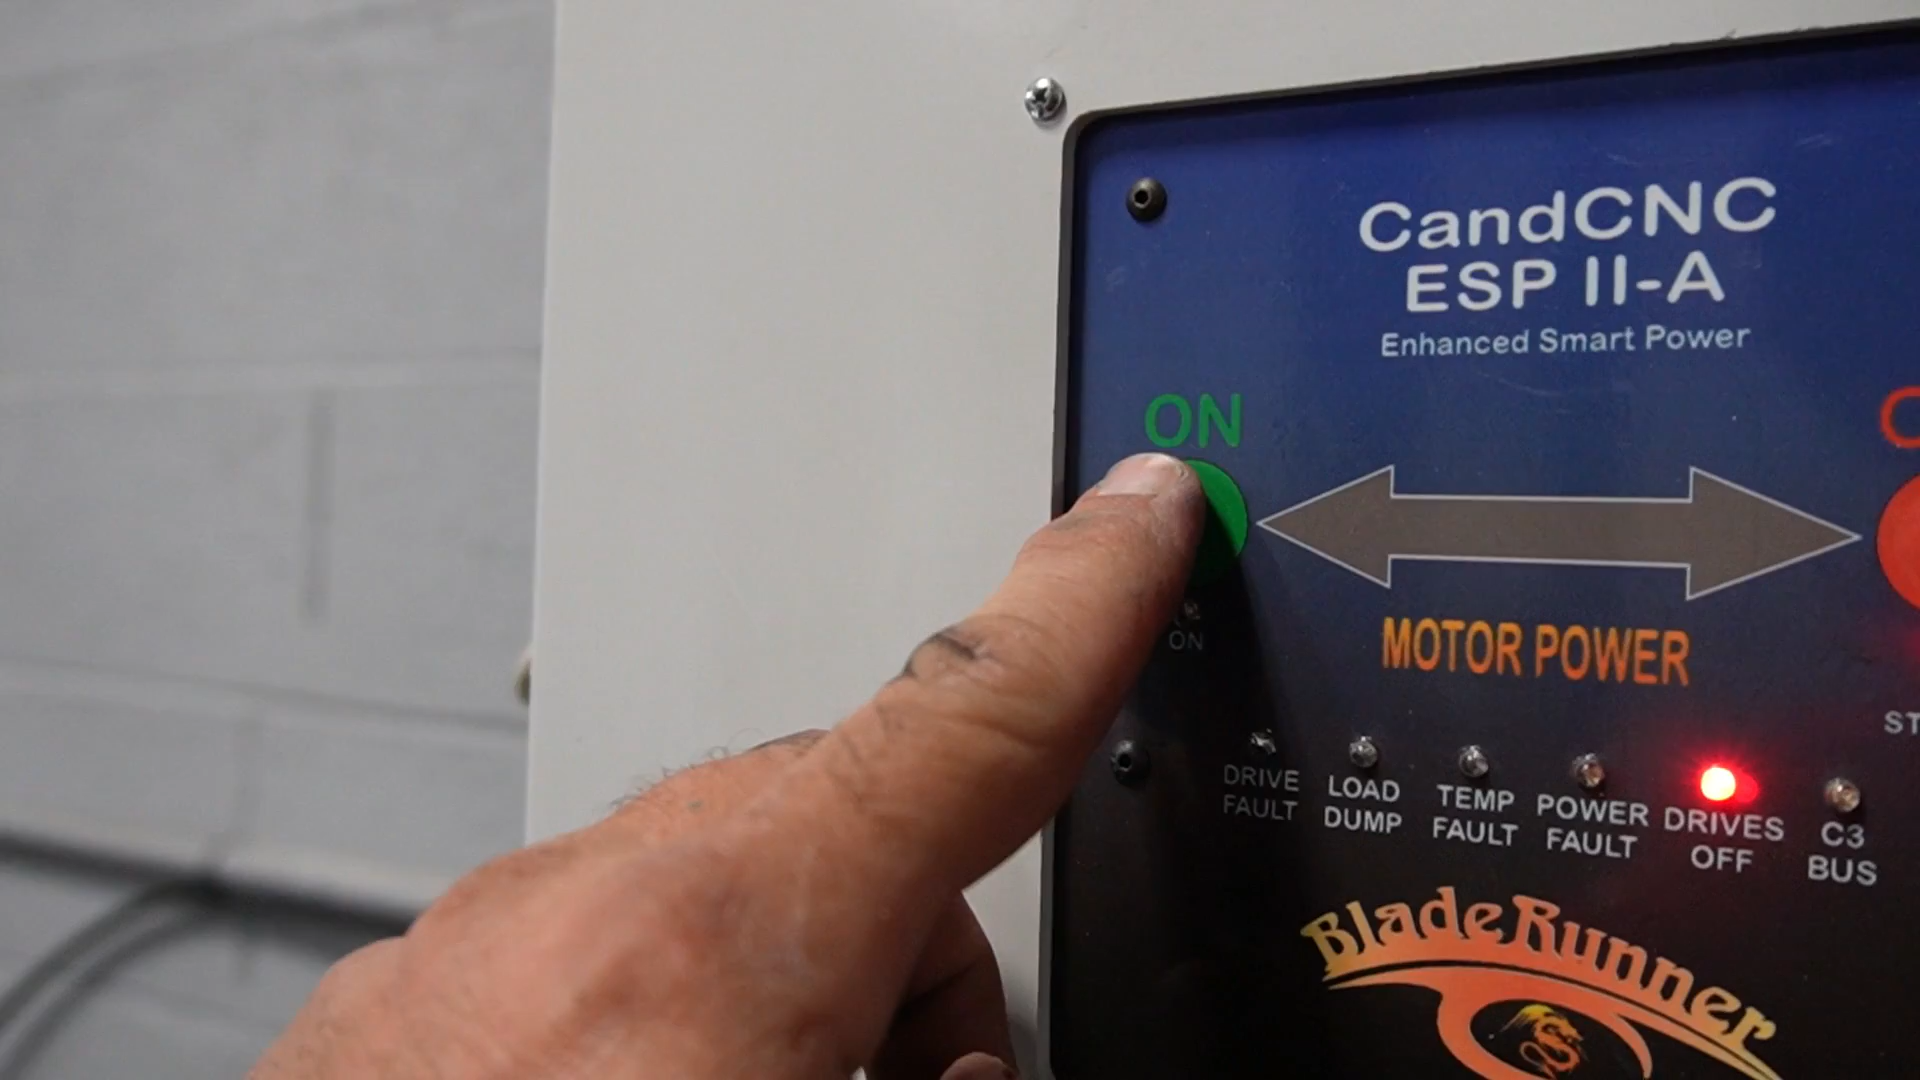 CandCNC
ESP II-A
Enhanced Smart Power
ON
MOTOR POWER
ON
DRIVE
FAULT
LOAD
DUMP
TEMP
FAULT
POWER
FAULT
DRIVES
OFF
C3
BUS
BladeRunner